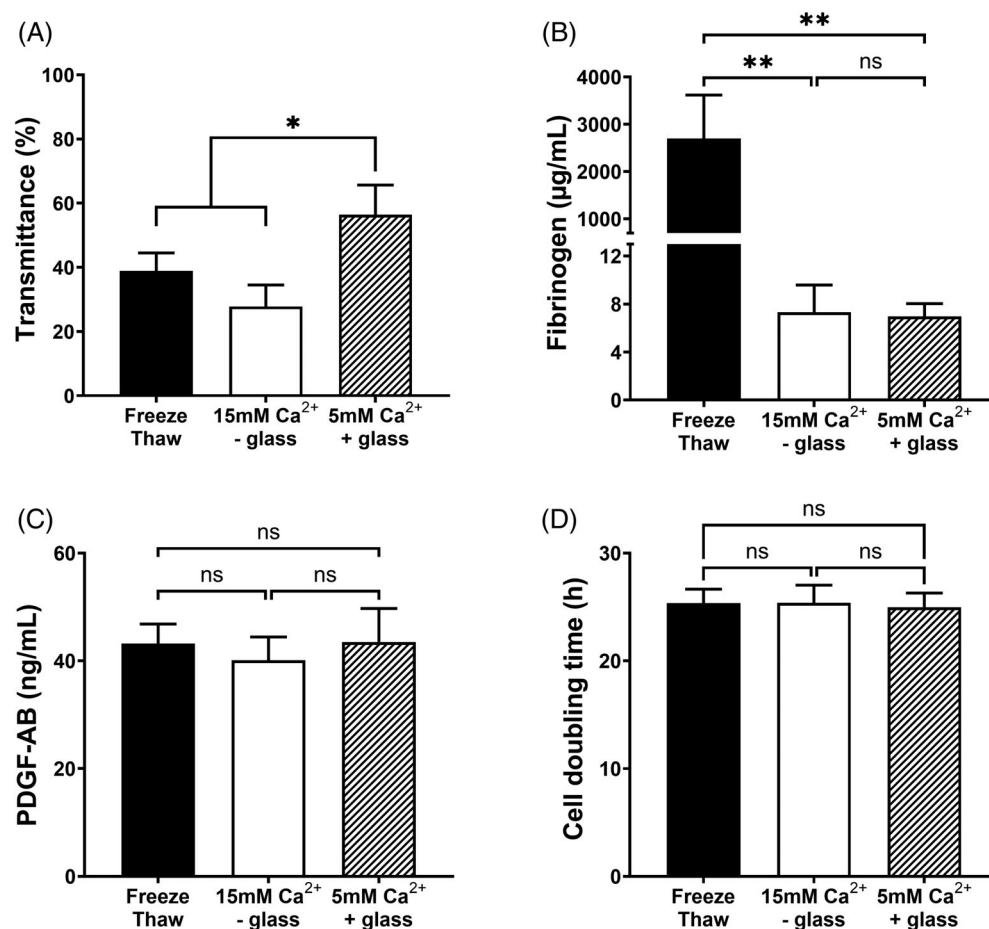 (A)
Transmittance (%)
100
80
60
40
20
0
*
Freeze Thaw
15mM Ca²⁺ - glass
5mM Ca²⁺ + glass
(B)
Fibrinogen (µg/mL)
4000
3000
2000
1000
12
8
4
0
**
**
ns
Freeze Thaw
15mM Ca²⁺ - glass
5mM Ca²⁺ + glass
(C)
PDGF-AB (ng/mL)
60
40
20
0
ns
ns
ns
Freeze Thaw
15mM Ca²⁺ - glass
5mM Ca²⁺ + glass
(D)
Cell doubling time (h)
30
20
10
0
ns
ns
ns
Freeze Thaw
15mM Ca²⁺ - glass
5mM Ca²⁺ + glass